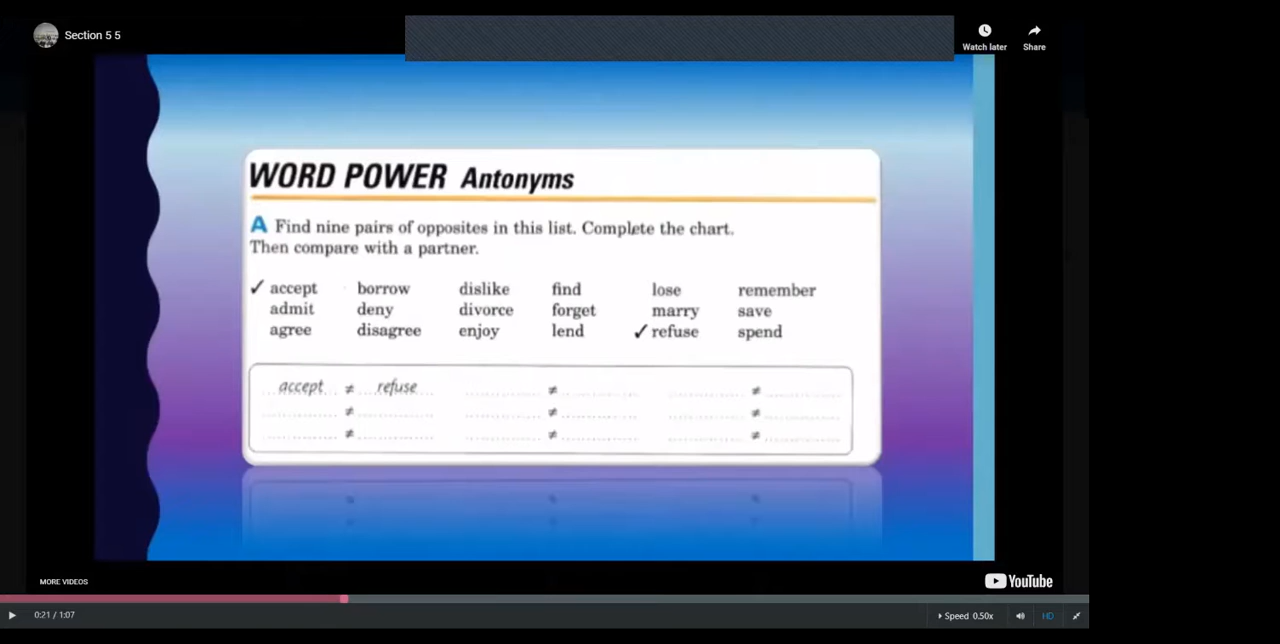 Section 5 5
Watch later
Share
WORD POWER Antonyms
A Find nine pairs of opposites in this list. Complete the chart.
Then compare with a partner.
✓ accept borrow dislike find lose remember
admit deny divorce forget marry save
agree disagree enjoy lend ✓ refuse spend
accept ≠ refuse ≠ ≠
≠ ≠ ≠
≠ ≠ ≠
MORE VIDEOS
YouTube
0:21 / 1:07
Speed 0.50x
HD